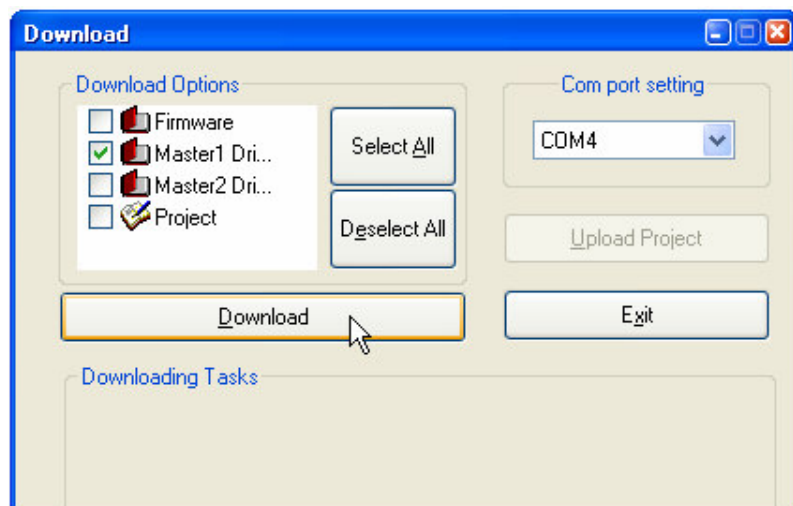 Download
Download Options
Firmware
Master1 Dri...
Master2 Dri...
Project
Select All
Deselect All
Com port setting
COM4
Upload Project
Download
Exit
Downloading Tasks